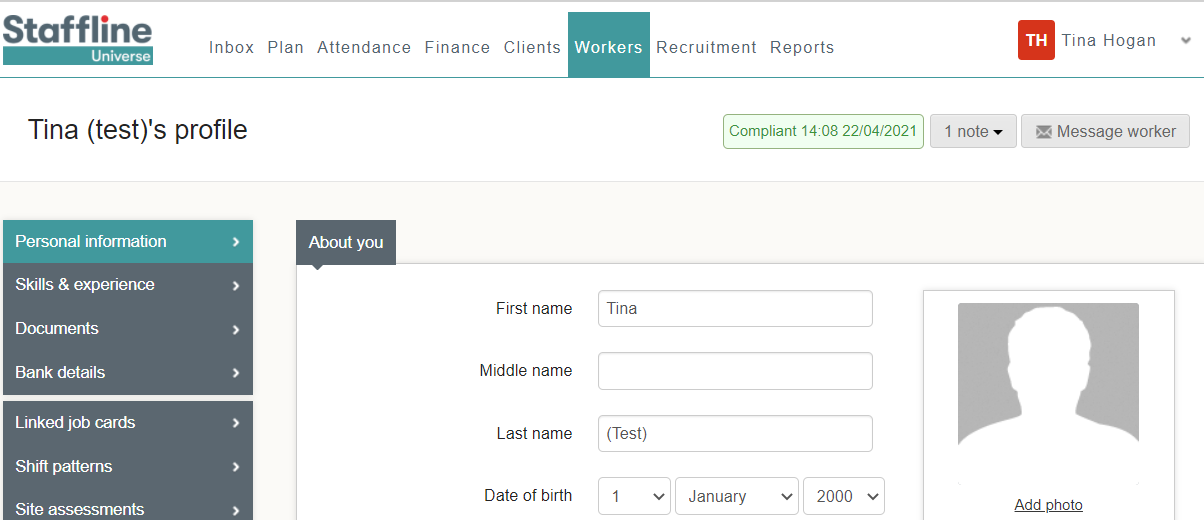 Staffline
Universe
Inbox Plan Attendance Finance Clients Workers Recruitment Reports
TH Tina Hogan
Tina (test)'s profile
Compliant 14:08 22/04/2021
1 note
Message worker
Personal information
Skills & experience
Documents
Bank details
Linked job cards
Shift patterns
Site assessments
About you
First name Tina
Middle name
Last name (Test)
Date of birth 1 January 2000
Add photo